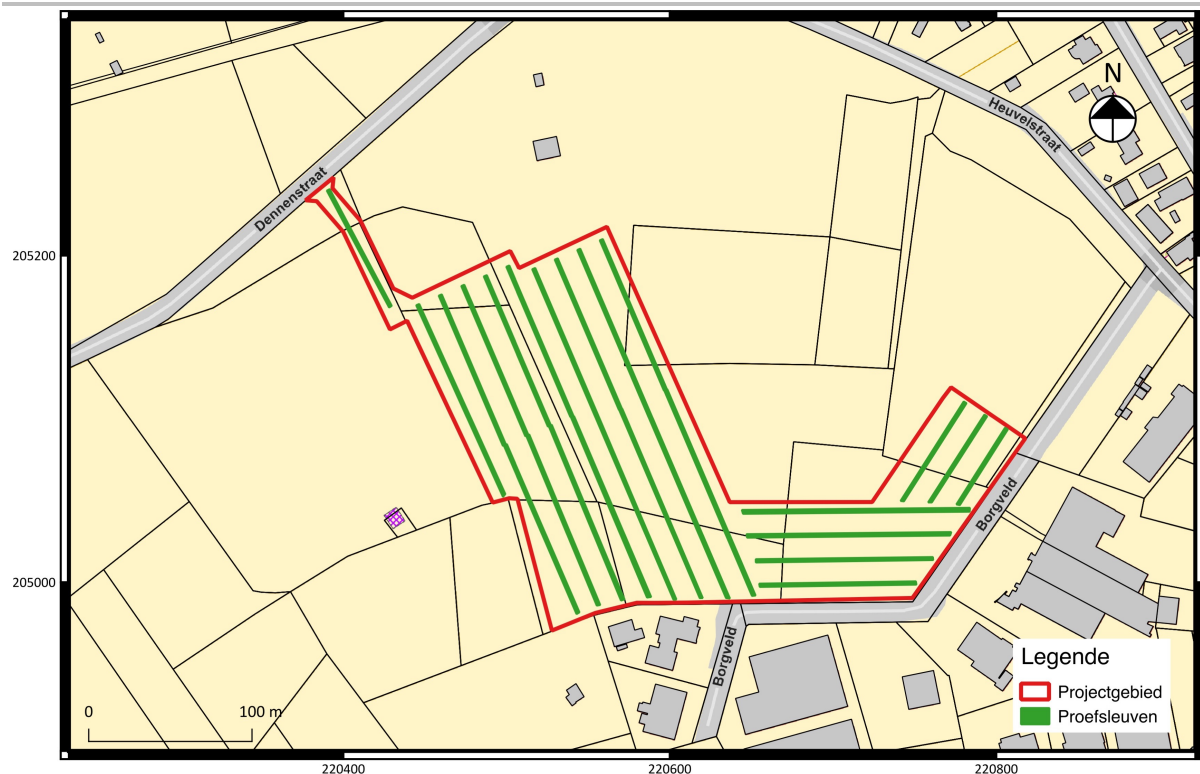 N
Heuvelstraat
Dennenstraat
205200
Borgveld
205000
Borgveld
Legende
Projectgebied
Proefsleuven
0
100 m
220400
220600
220800